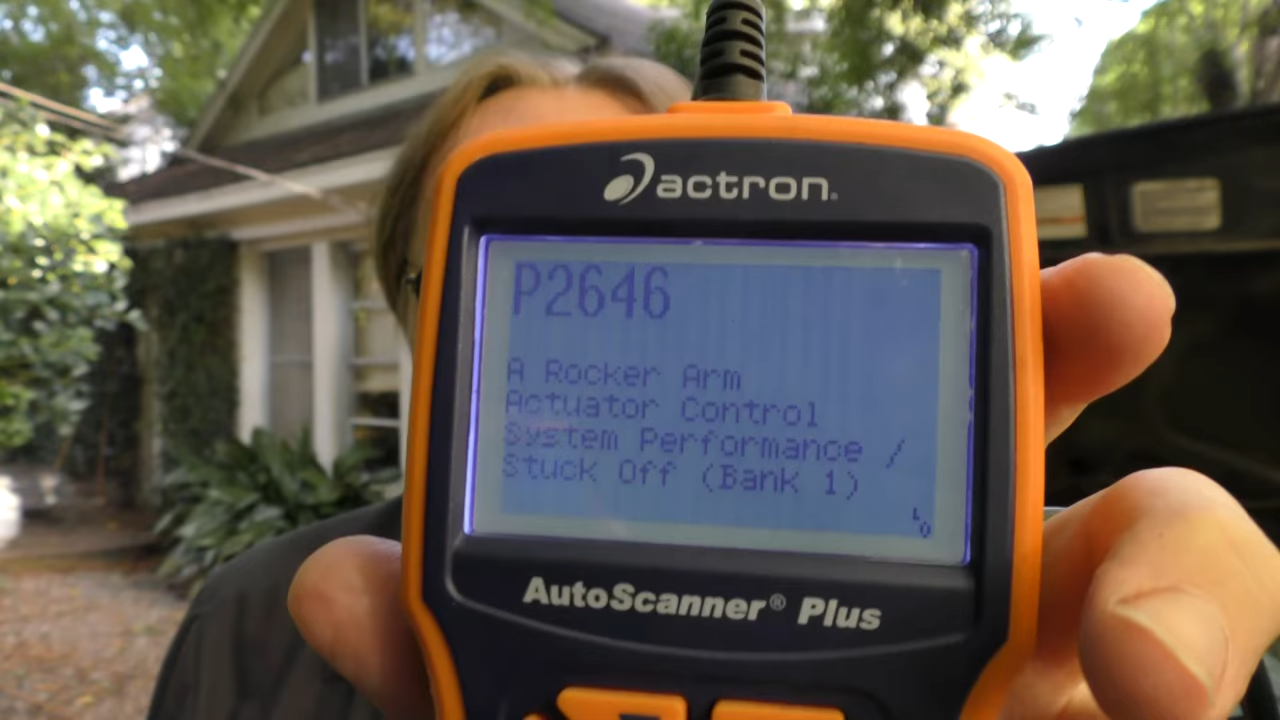 actron
P2646
A Rocker Arm
Actuator Control
System Performance /
Stuck Off (Bank 1)
AutoScanner® Plus